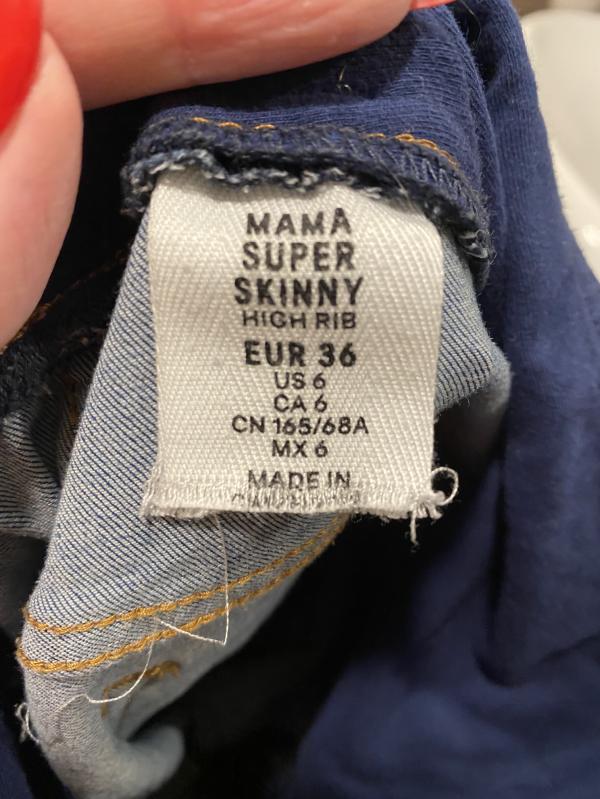 MAMA
SUPER
SKINNY
HIGH RIB
EUR 36
US 6
CA 6
CN 165/68A
MX 6
MADE IN